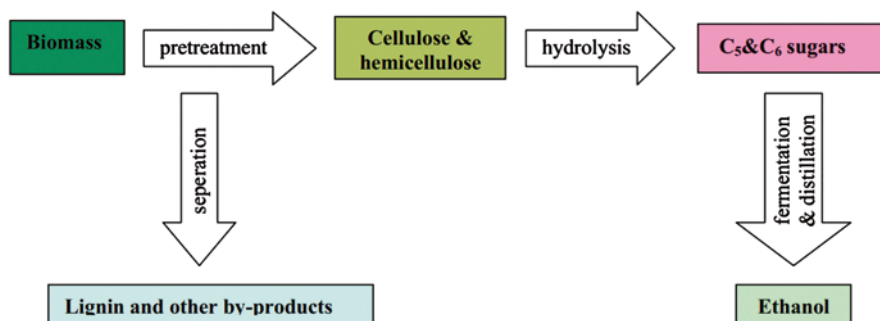 Biomass
pretreatment
Cellulose &
hemicellulose
hydrolysis
C₅&C₆ sugars
seperation
fermentation
& distillation
Lignin and other by-products
Ethanol